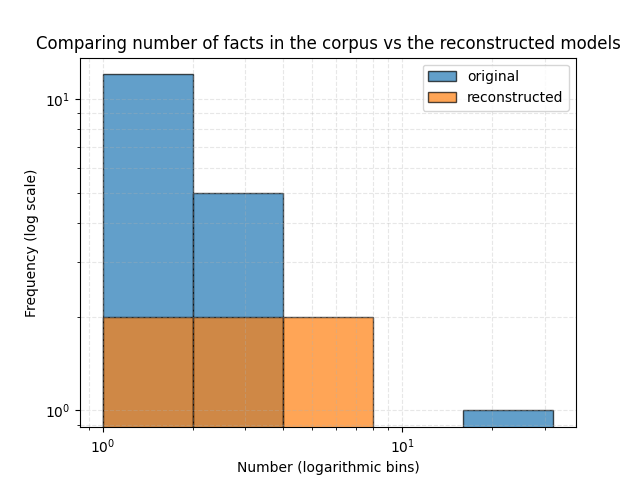 Comparing number of facts in the corpus vs the reconstructed models
original
reconstructed
Frequency (log scale)
10¹
10⁰
10⁰ 10¹
Number (logarithmic bins)